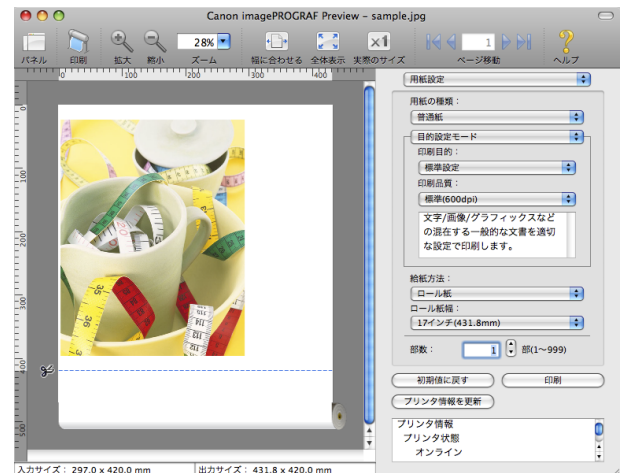 Canon imagePROGRAF Preview – sample.jpg
28%
1
パネル 印刷 拡大 縮小 ズーム 幅に合わせる 全体表示 実際のサイズ ページ移動 ヘルプ
0 100 200 300 400
0
100
200
300
400
500
用紙設定
用紙の種類：
普通紙
目的設定モード
印刷目的：
標準設定
印刷品質：
標準(600dpi)
文字/画像/グラフィックスなど
の混在する一般的な文書を適切
な設定で印刷します。
給紙方法：
ロール紙
ロール紙幅：
17インチ(431.8mm)
部数： 1 部(1〜999)
初期値に戻す 印刷
プリンタ情報を更新
プリンタ情報
プリンタ状態
オンライン
入力サイズ： 297.0 x 420.0 mm 出力サイズ： 431.8 x 420.0 mm